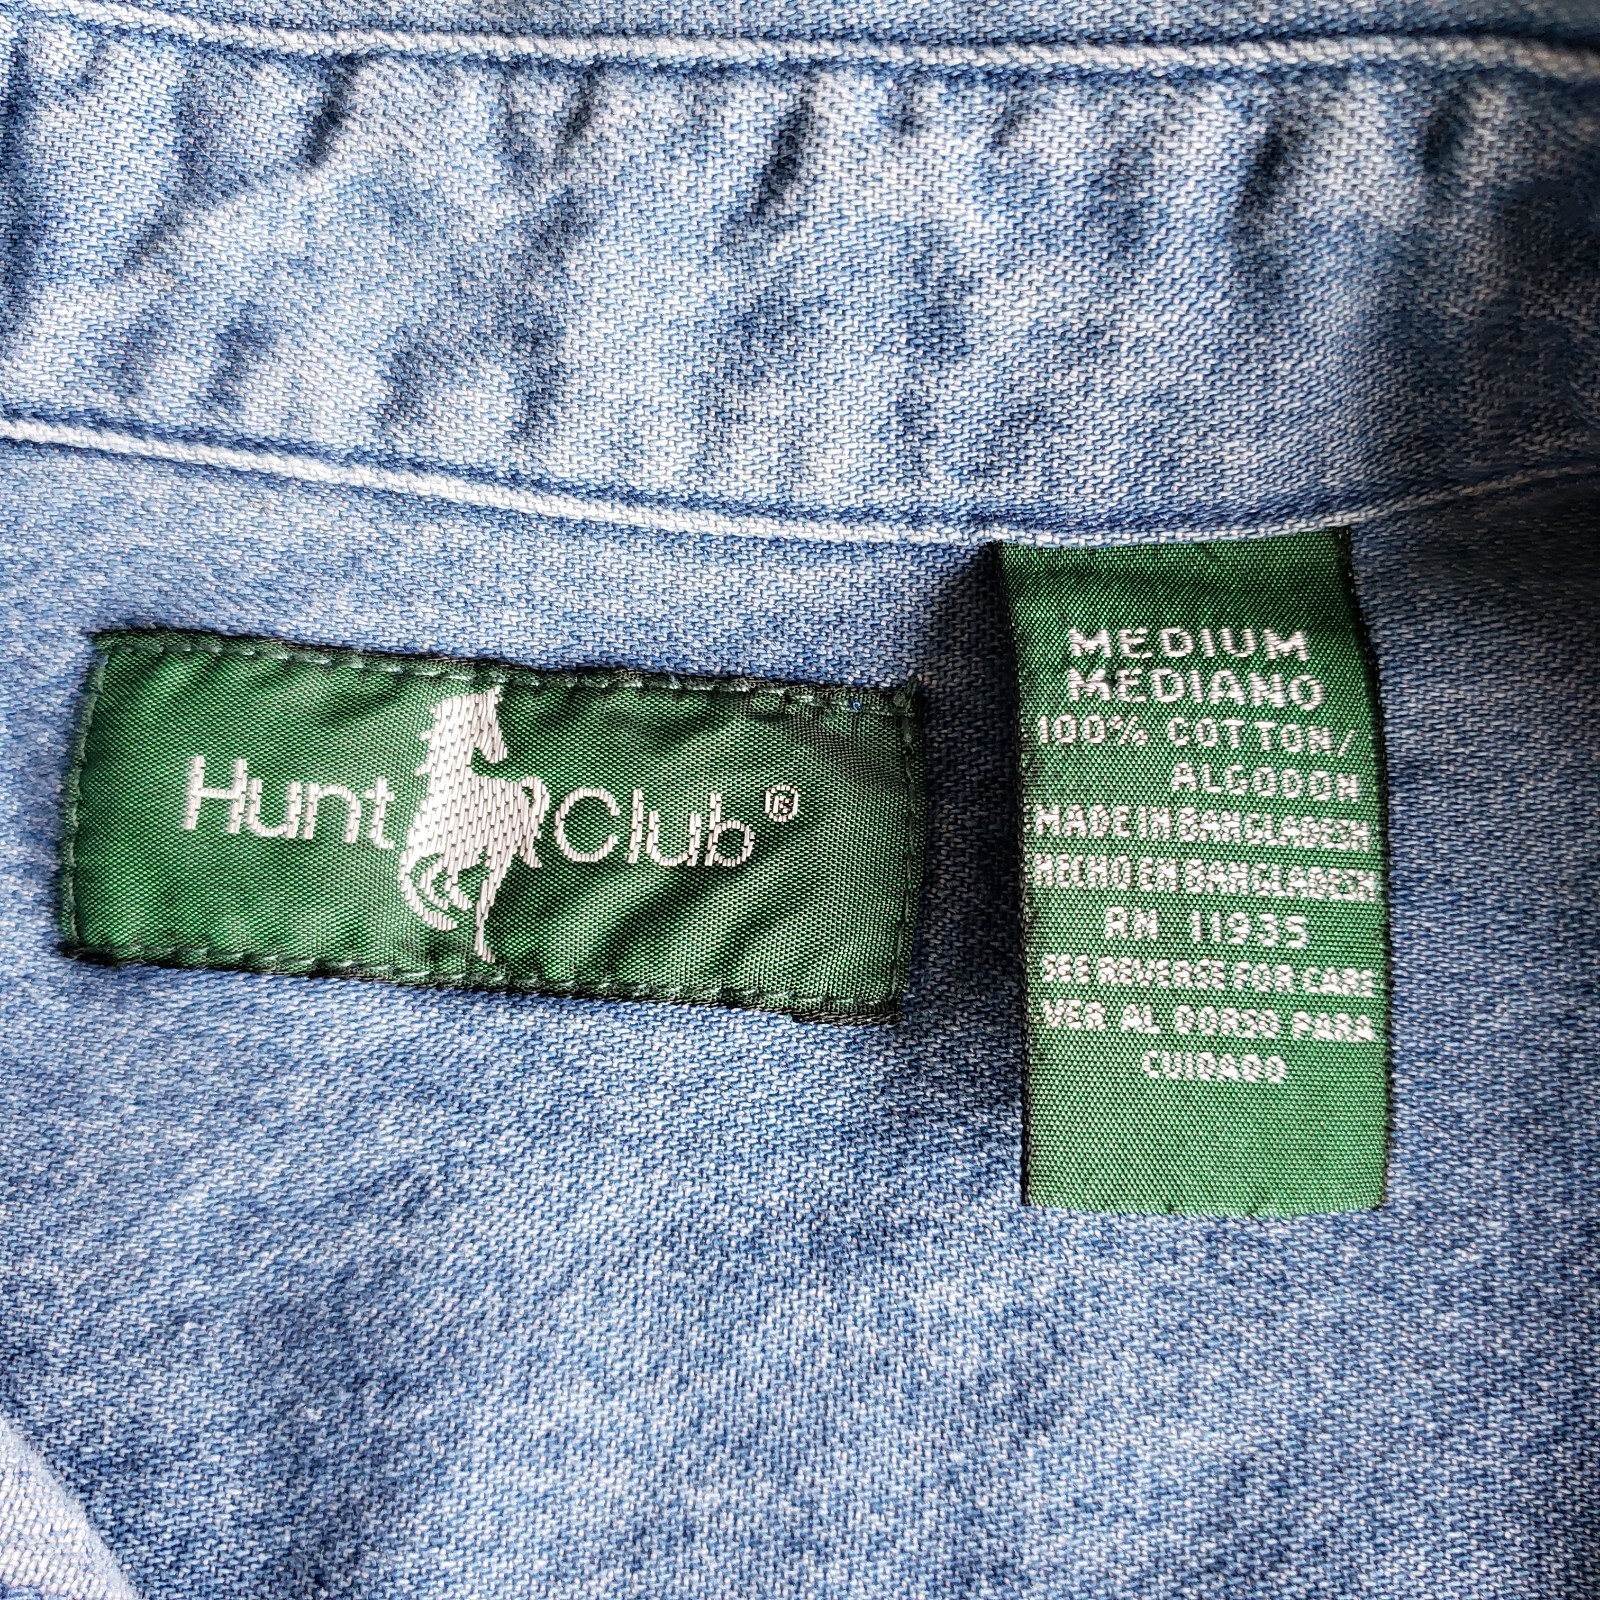 Hunt Club®
MEDIUM
MEDIANO
100% COTTON/
ALGODON
MADE IN BANGLADESH
HECHO EN BANGLADESH
RN 11935
SEE REVERSE FOR CARE
VER AL DORSO PARA
CUIDADO